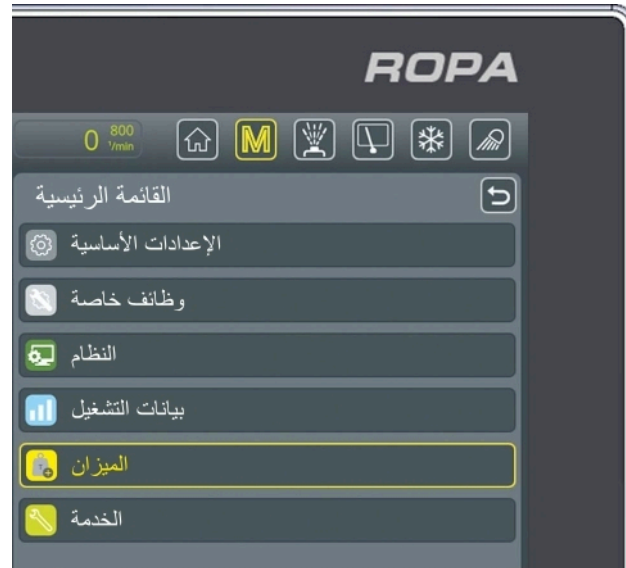 ROPA
0 800
1/min
M
القائمة الرئيسية
الإعدادات الأساسية
وظائف خاصة
النظام
بيانات التشغيل
الميزان
الخدمة